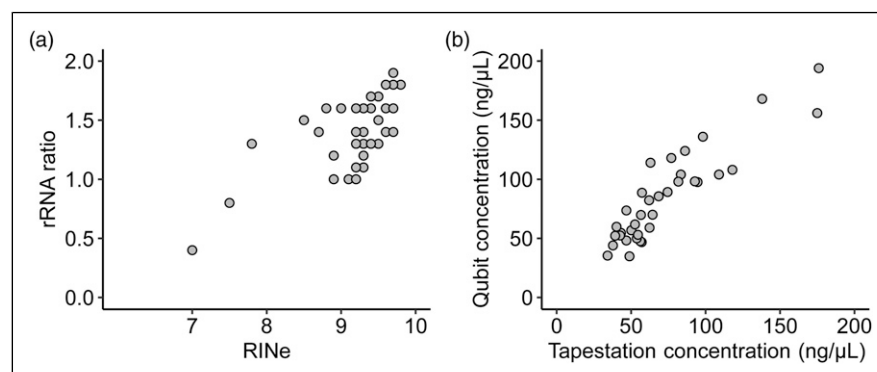 (a)
2.0
1.5
1.0
0.5
0.0
rRNA ratio
7 8 9 10
RINe
(b)
200
150
100
50
0
Qubit concentration (ng/µL)
0 50 100 150 200
Tapestation concentration (ng/µL)